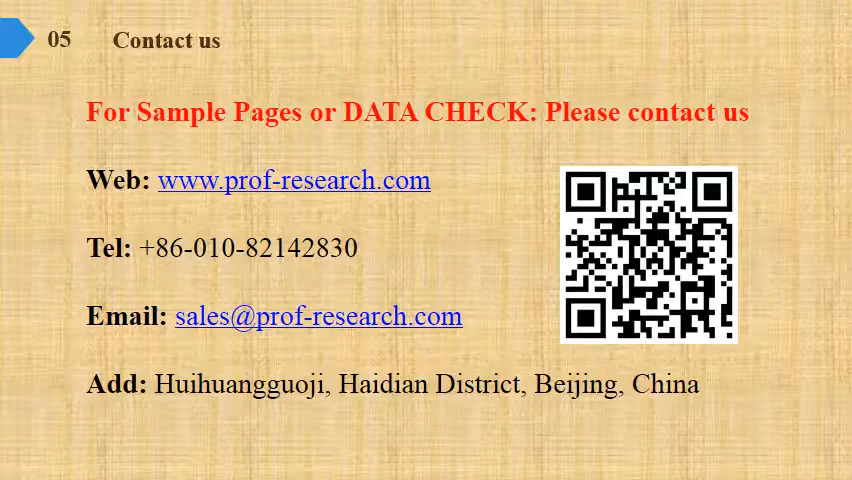 05 Contact us
For Sample Pages or DATA CHECK: Please contact us
Web: www.prof-research.com
Tel: +86-010-82142830
Email: sales@prof-research.com
Add: Huihuangguoji, Haidian District, Beijing, China